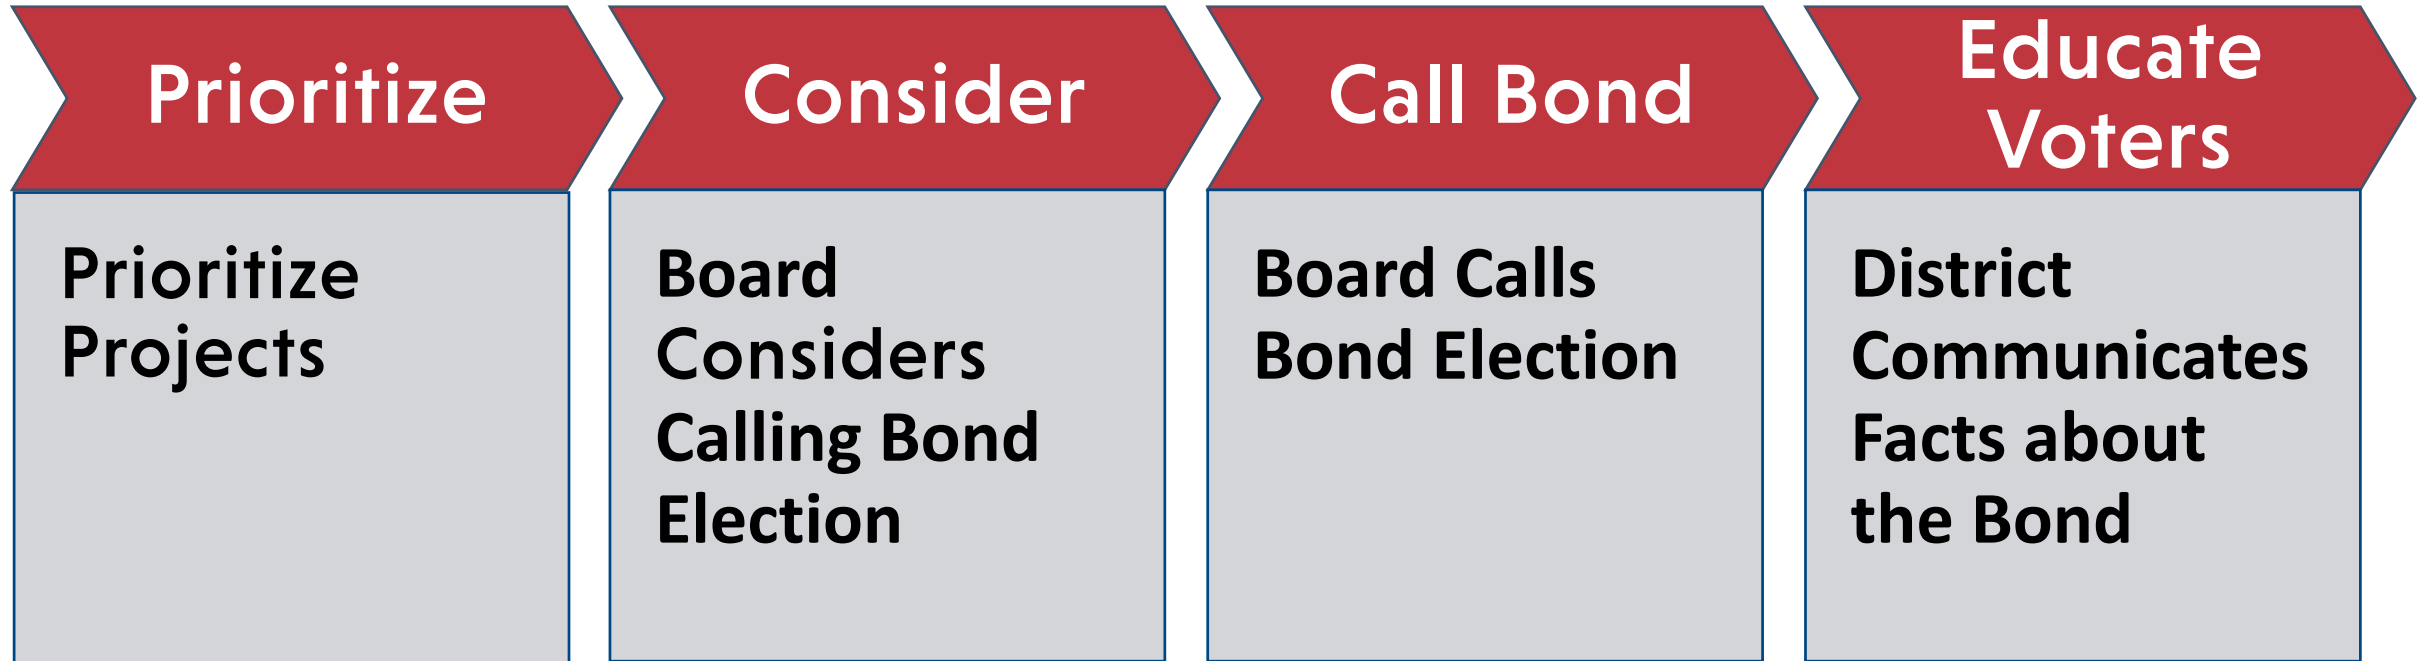 Prioritize
Prioritize
Projects
Consider
Board
Considers
Calling Bond
Election
Call Bond
Board Calls
Bond Election
Educate
Voters
District
Communicates
Facts about
the Bond